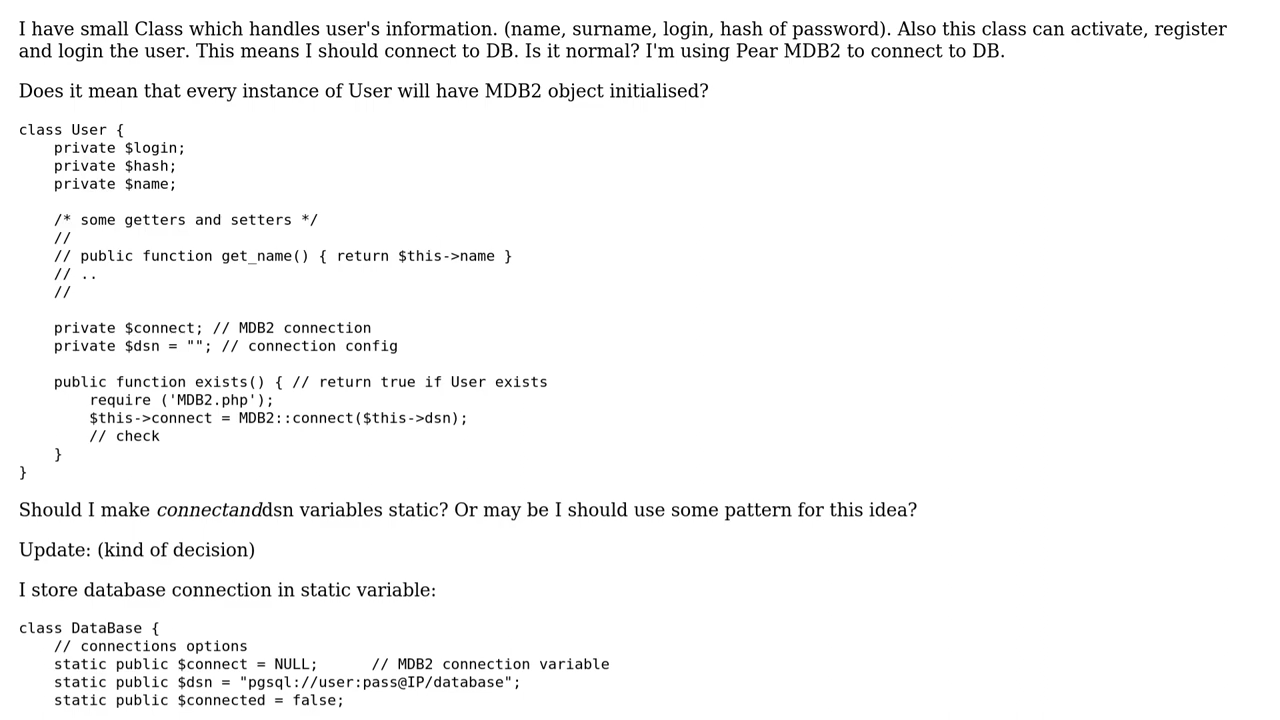 I have small Class which handles user's information. (name, surname, login, hash of password). Also this class can activate, register
and login the user. This means I should connect to DB. Is it normal? I'm using Pear MDB2 to connect to DB.
Does it mean that every instance of User will have MDB2 object initialised?
class User {
    private $login;
    private $hash;
    private $name;
    /* some getters and setters */
    //
    // public function get_name() { return $this->name }
    // ..
    //
    private $connect; // MDB2 connection
    private $dsn = ""; // connection config
    public function exists() { // return true if User exists
        require ('MDB2.php');
        $this->connect = MDB2::connect($this->dsn);
        // check
    }
}
Should I make connectanddsn variables static? Or may be I should use some pattern for this idea?
Update: (kind of decision)
I store database connection in static variable:
class DataBase {
    // connections options
    static public $connect = NULL;      // MDB2 connection variable
    static public $dsn = "pgsql://user:pass@IP/database";
    static public $connected = false;